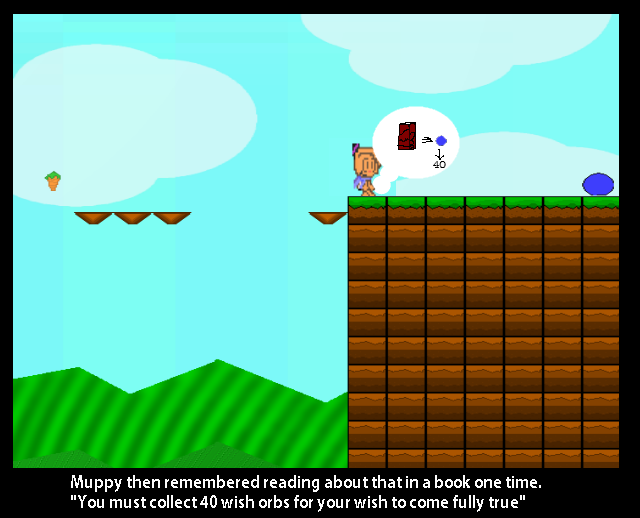 40
Muppy then remembered reading about that in a book one time.
"You must collect 40 wish orbs for your wish to come fully true"